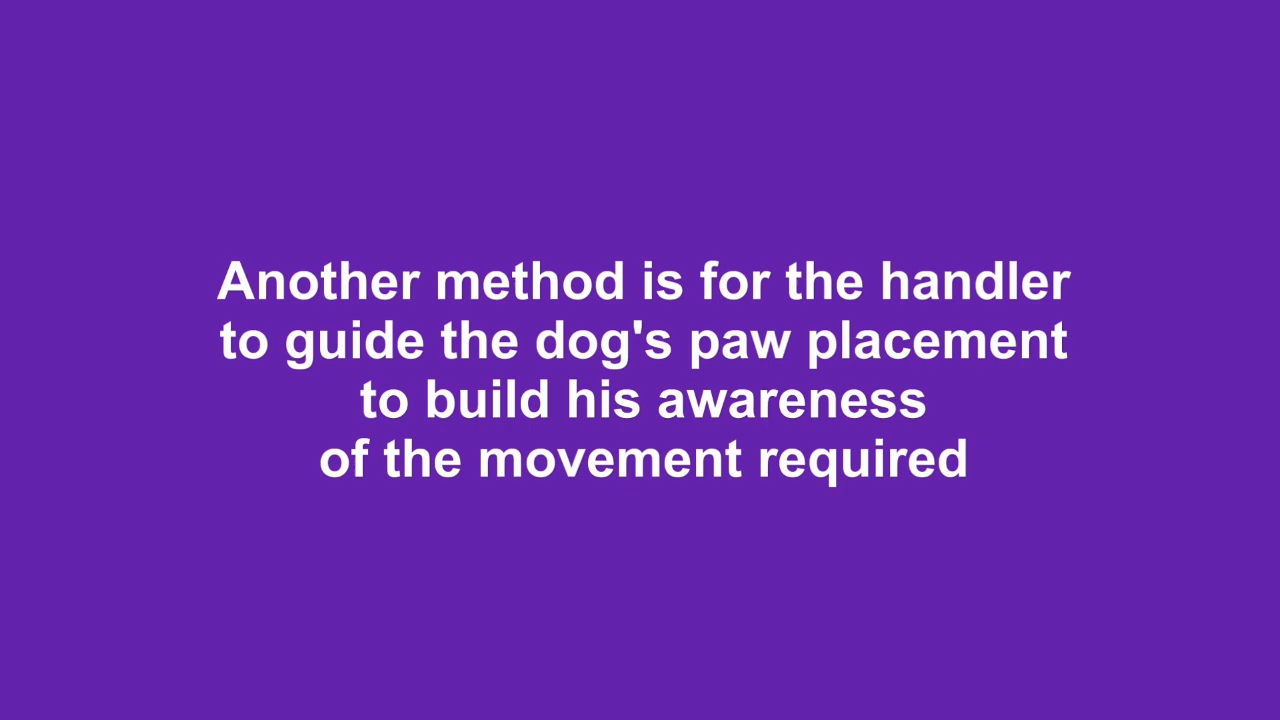 Another method is for the handler
to guide the dog's paw placement
to build his awareness
of the movement required